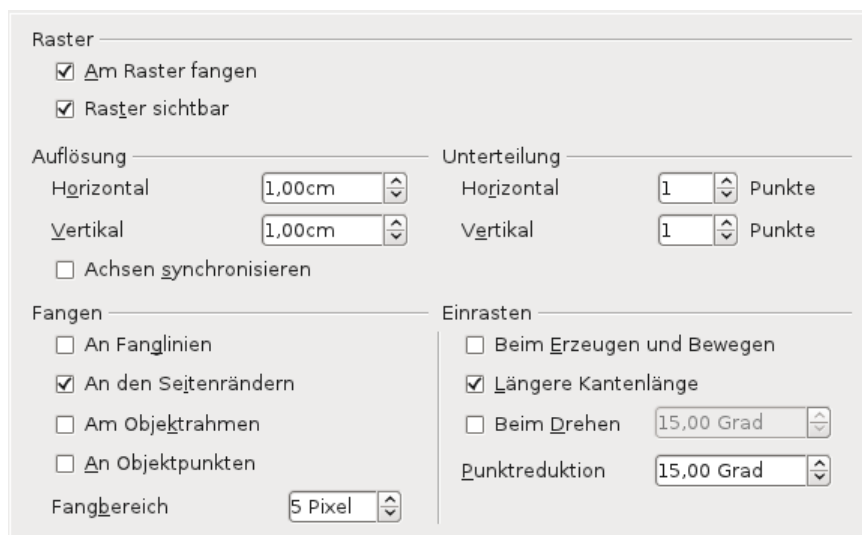 Raster
Am Raster fangen
Raster sichtbar
Auflösung
Horizontal 1,00cm
Vertikal 1,00cm
Achsen synchronisieren
Unterteilung
Horizontal 1 Punkte
Vertikal 1 Punkte
Fangen
An Fanglinien
An den Seitenrändern
Am Objektrahmen
An Objektpunkten
Fangbereich 5 Pixel
Einrasten
Beim Erzeugen und Bewegen
Längere Kantenlänge
Beim Drehen 15,00 Grad
Punktreduktion 15,00 Grad